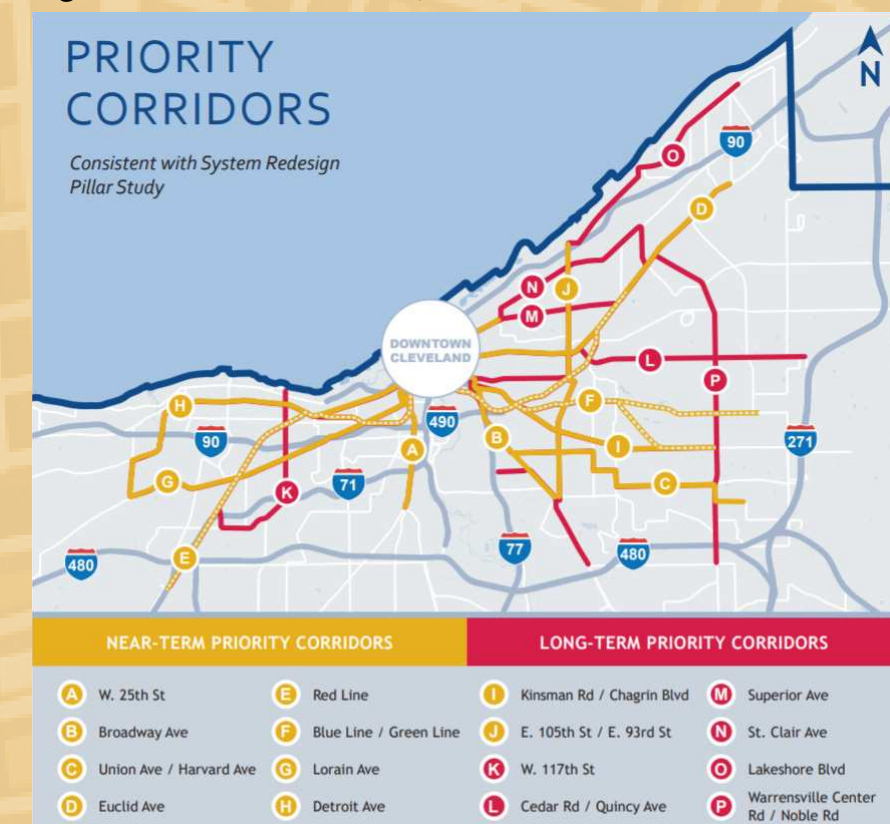 PRIORITY
CORRIDORS
Consistent with System Redesign
Pillar Study
N
90
O
D
N
J
M
DOWNTOWN
CLEVELAND
L
P
H
F
490
90
A
B
I
271
G
K
71
C
E
77
480
480
NEAR-TERM PRIORITY CORRIDORS
LONG-TERM PRIORITY CORRIDORS
A W. 25th St
B Broadway Ave
C Union Ave / Harvard Ave
D Euclid Ave
E Red Line
F Blue Line / Green Line
G Lorain Ave
H Detroit Ave
I Kinsman Rd / Chagrin Blvd
J E. 105th St / E. 93rd St
K W. 117th St
L Cedar Rd / Quincy Ave
M Superior Ave
N St. Clair Ave
O Lakeshore Blvd
P Warrensville Center
Rd / Noble Rd